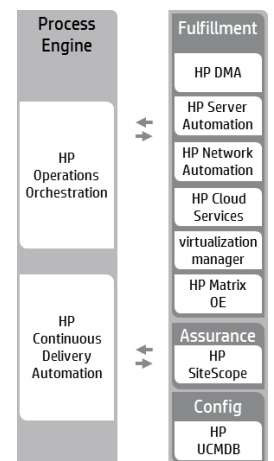 Process
Engine
HP
Operations
Orchestration
HP
Continuous
Delivery
Automation
Fulfillment
HP DMA
HP Server
Automation
HP Network
Automation
HP Cloud
Services
virtualization
manager
HP Matrix
OE
Assurance
HP
SiteScope
Config
HP
UCMDB